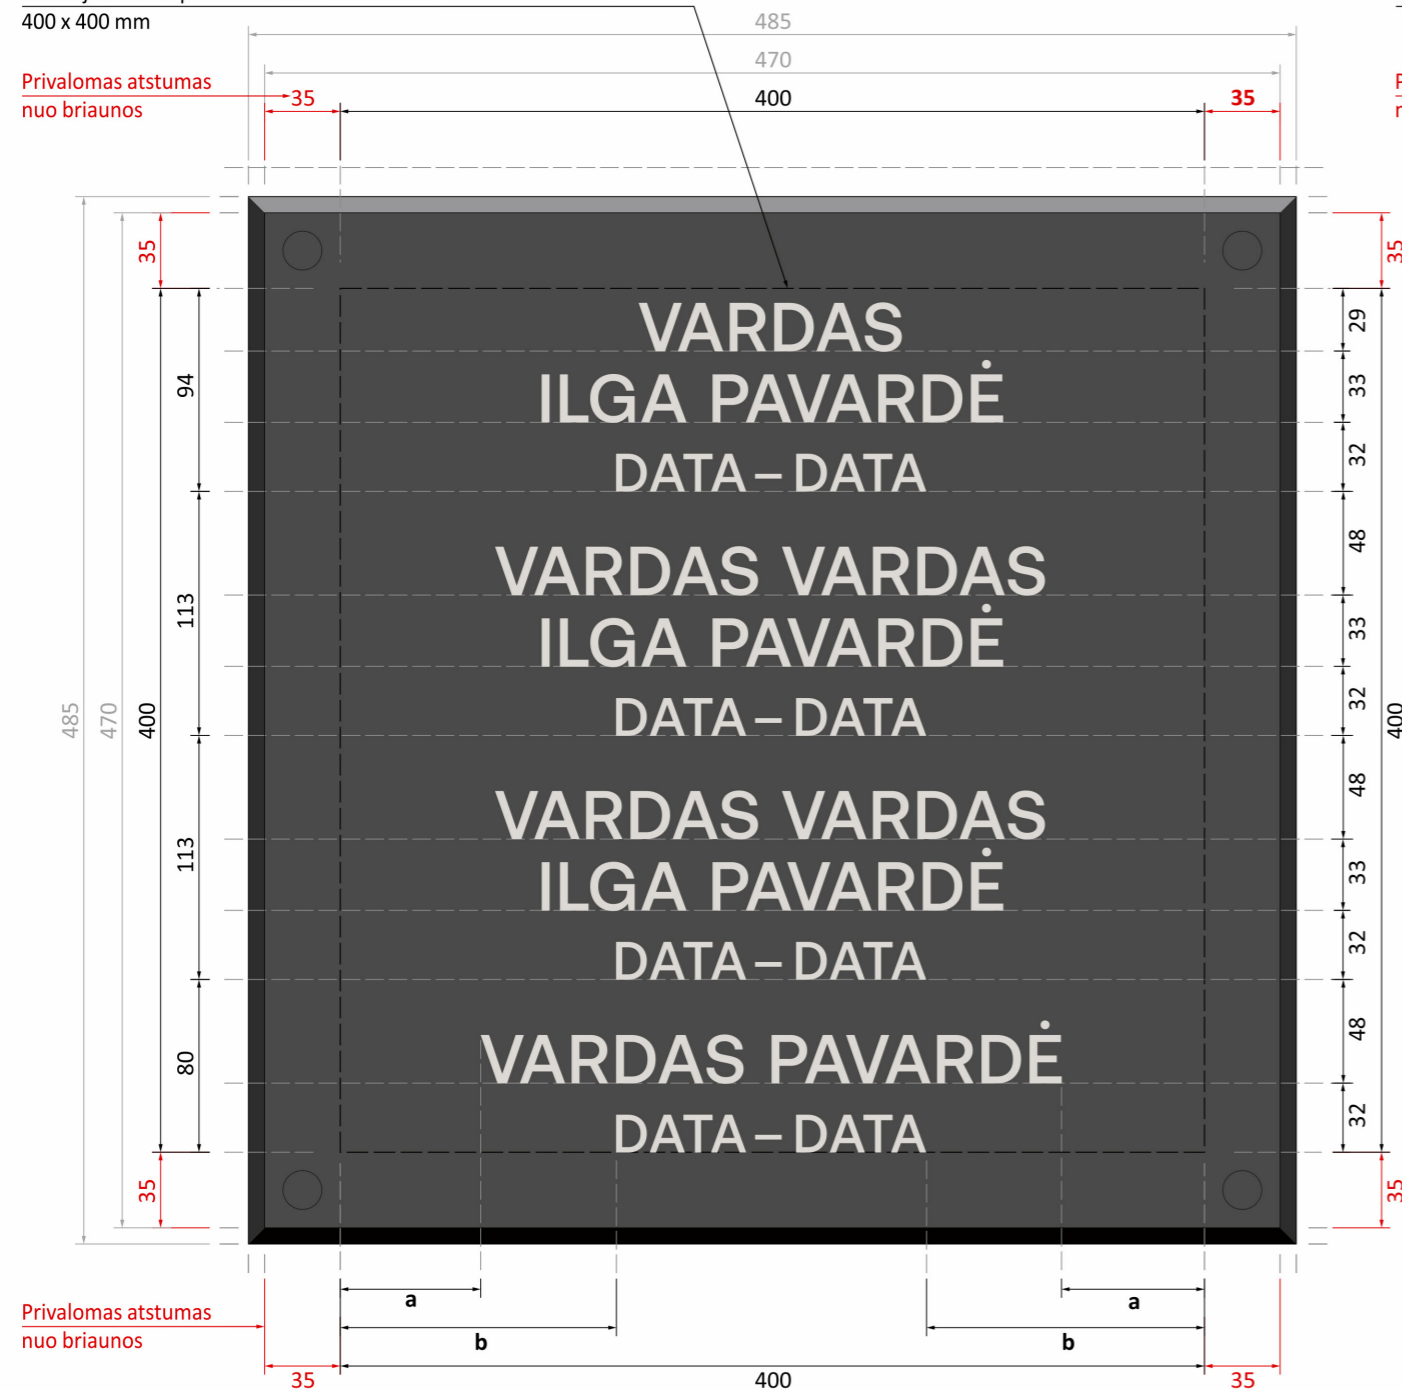 400 x 400 mm
485
470
Privalomas atstumas
nuo briaunos
35
400
35
35
35
VARDAS
ILGA PAVARDĖ
DATA – DATA
VARDAS VARDAS
ILGA PAVARDĖ
DATA – DATA
VARDAS VARDAS
ILGA PAVARDĖ
DATA – DATA
VARDAS PAVARDĖ
DATA – DATA
94
113
113
80
485
470
400
29
33
32
48
33
32
48
33
32
48
32
400
35
35
a
a
b
b
Privalomas atstumas
nuo briaunos
35
400
35